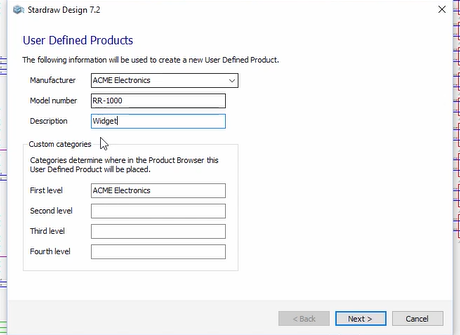 Stardraw Design 7.2
User Defined Products
The following information will be used to create a new User Defined Product.
Manufacturer ACME Electronics
Model number RR-1000
Description Widget
Custom categories
Categories determine where in the Product Browser this
User Defined Product will be placed.
First level ACME Electronics
Second level
Third level
Fourth level
< Back Next > Cancel